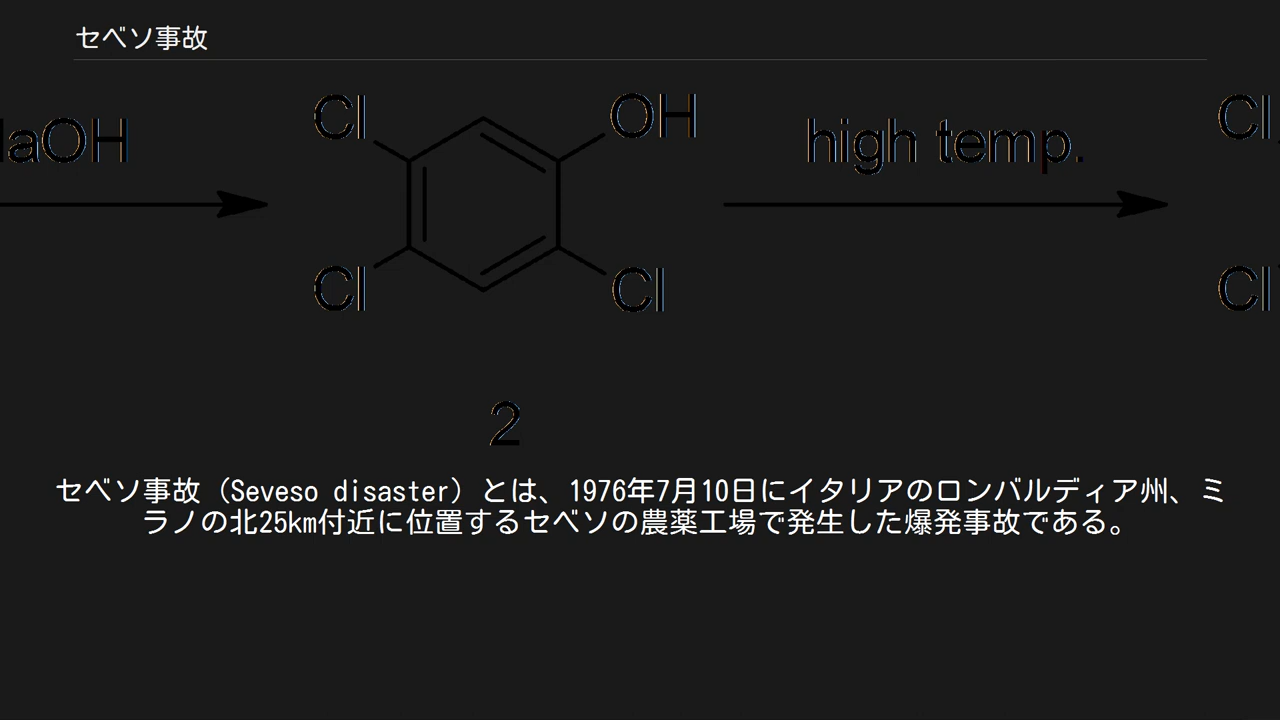 セベソ事故
Cl OH Cl
aOH high temp.
Cl Cl Cl
2
セベソ事故（Seveso disaster）とは、1976年7月10日にイタリアのロンバルディア州、ミ
ラノの北25km付近に位置するセベソの農薬工場で発生した爆発事故である。